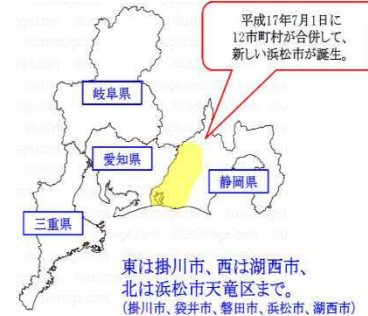 平成17年7月1日に
12市町村が合併して、
新しい浜松市が誕生。
岐阜県
愛知県
静岡県
三重県
東は掛川市、西は湖西市、
北は浜松市天竜区まで。
(掛川市、袋井市、磐田市、浜松市、湖西市)